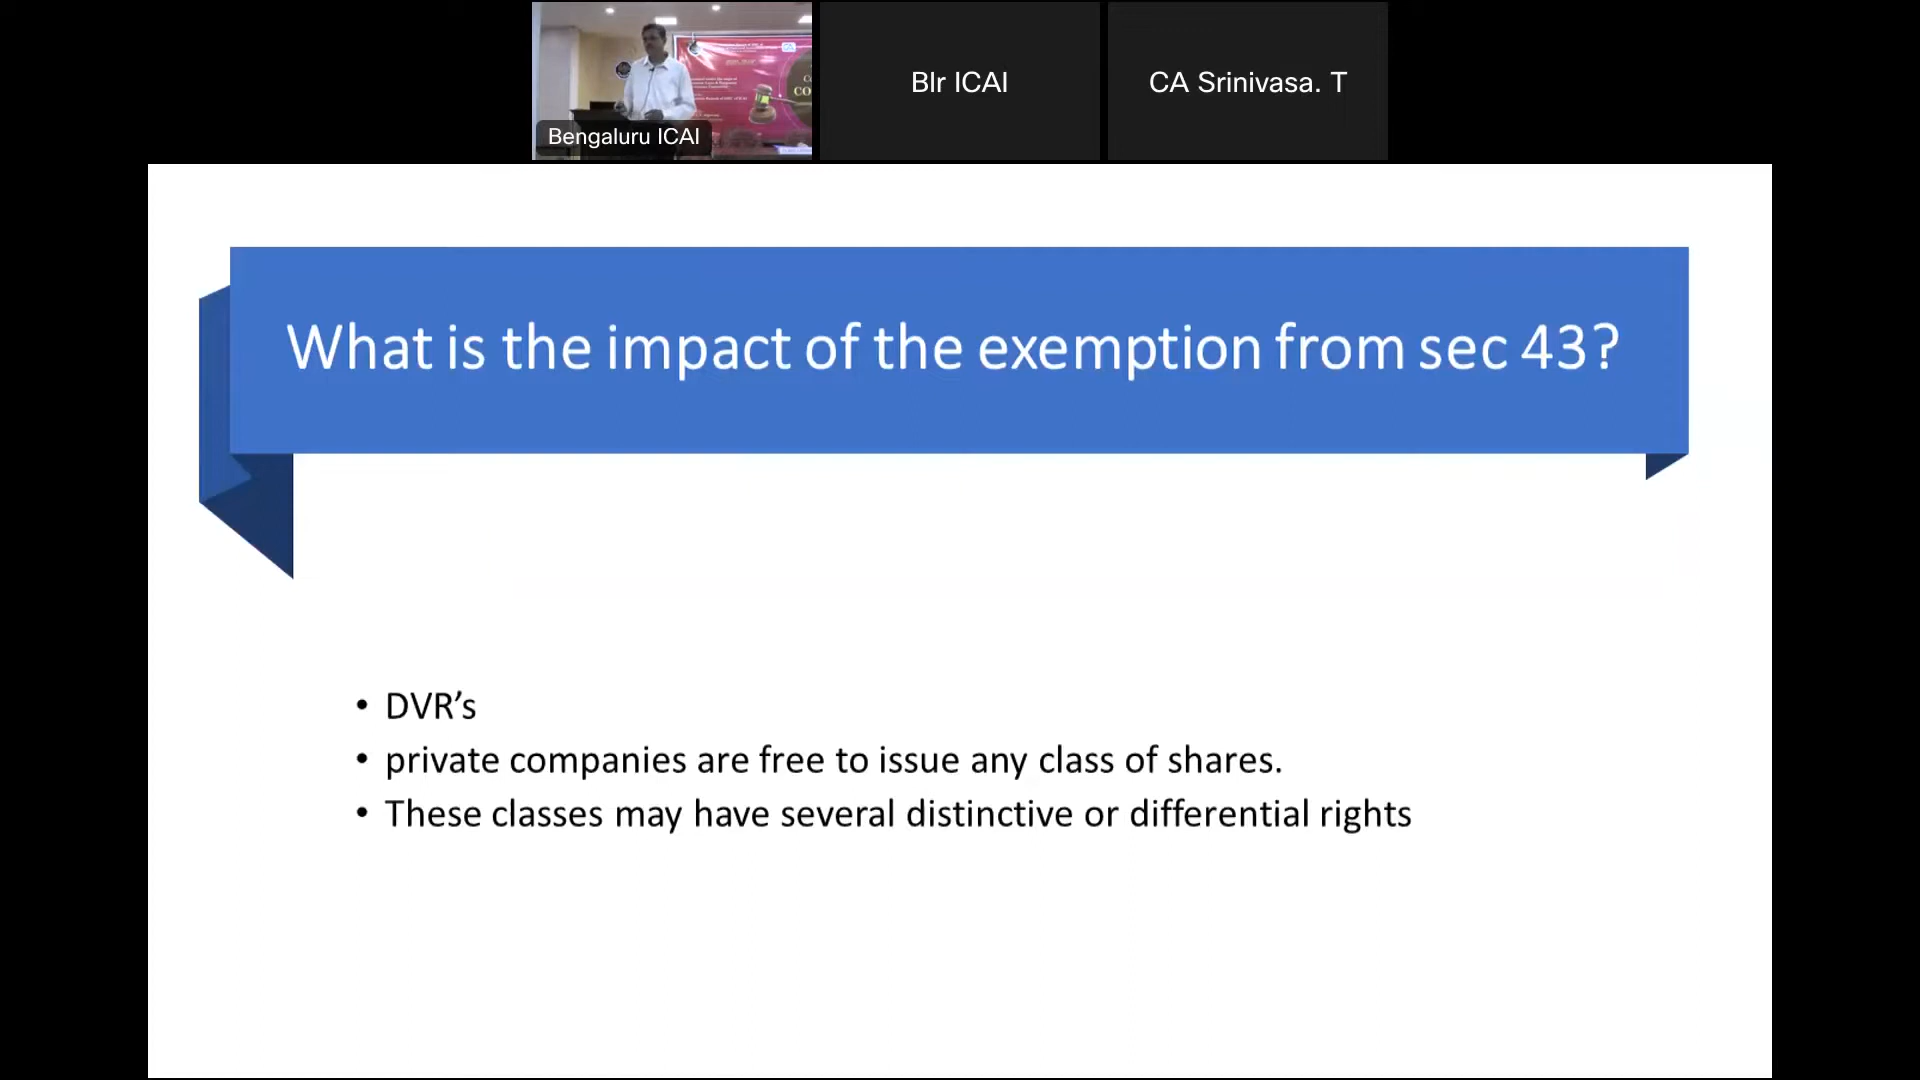 Bengaluru ICAI
Blr ICAI
CA Srinivasa. T
What is the impact of the exemption from sec 43?
• DVR’s
• private companies are free to issue any class of shares.
• These classes may have several distinctive or differential rights